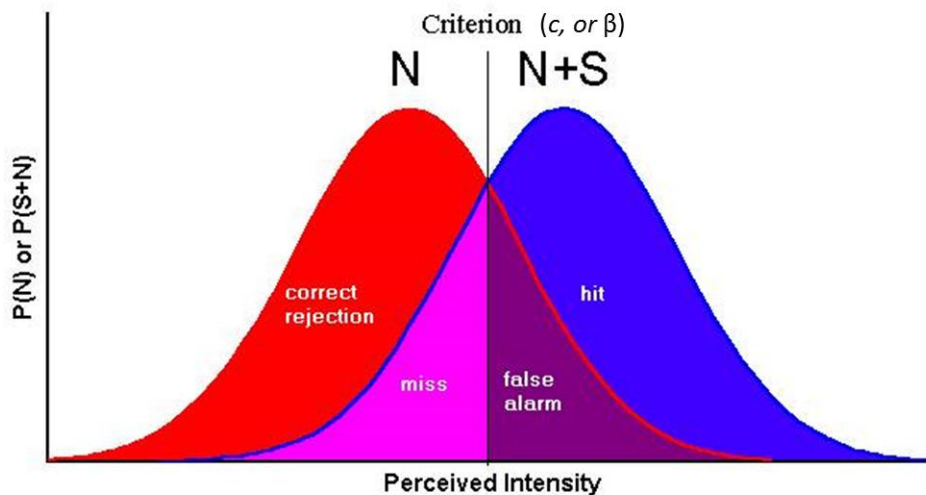 Criterion (c, or β)
N N+S
P(N) or P(S+N)
correct
rejection
hit
miss
false
alarm
Perceived Intensity